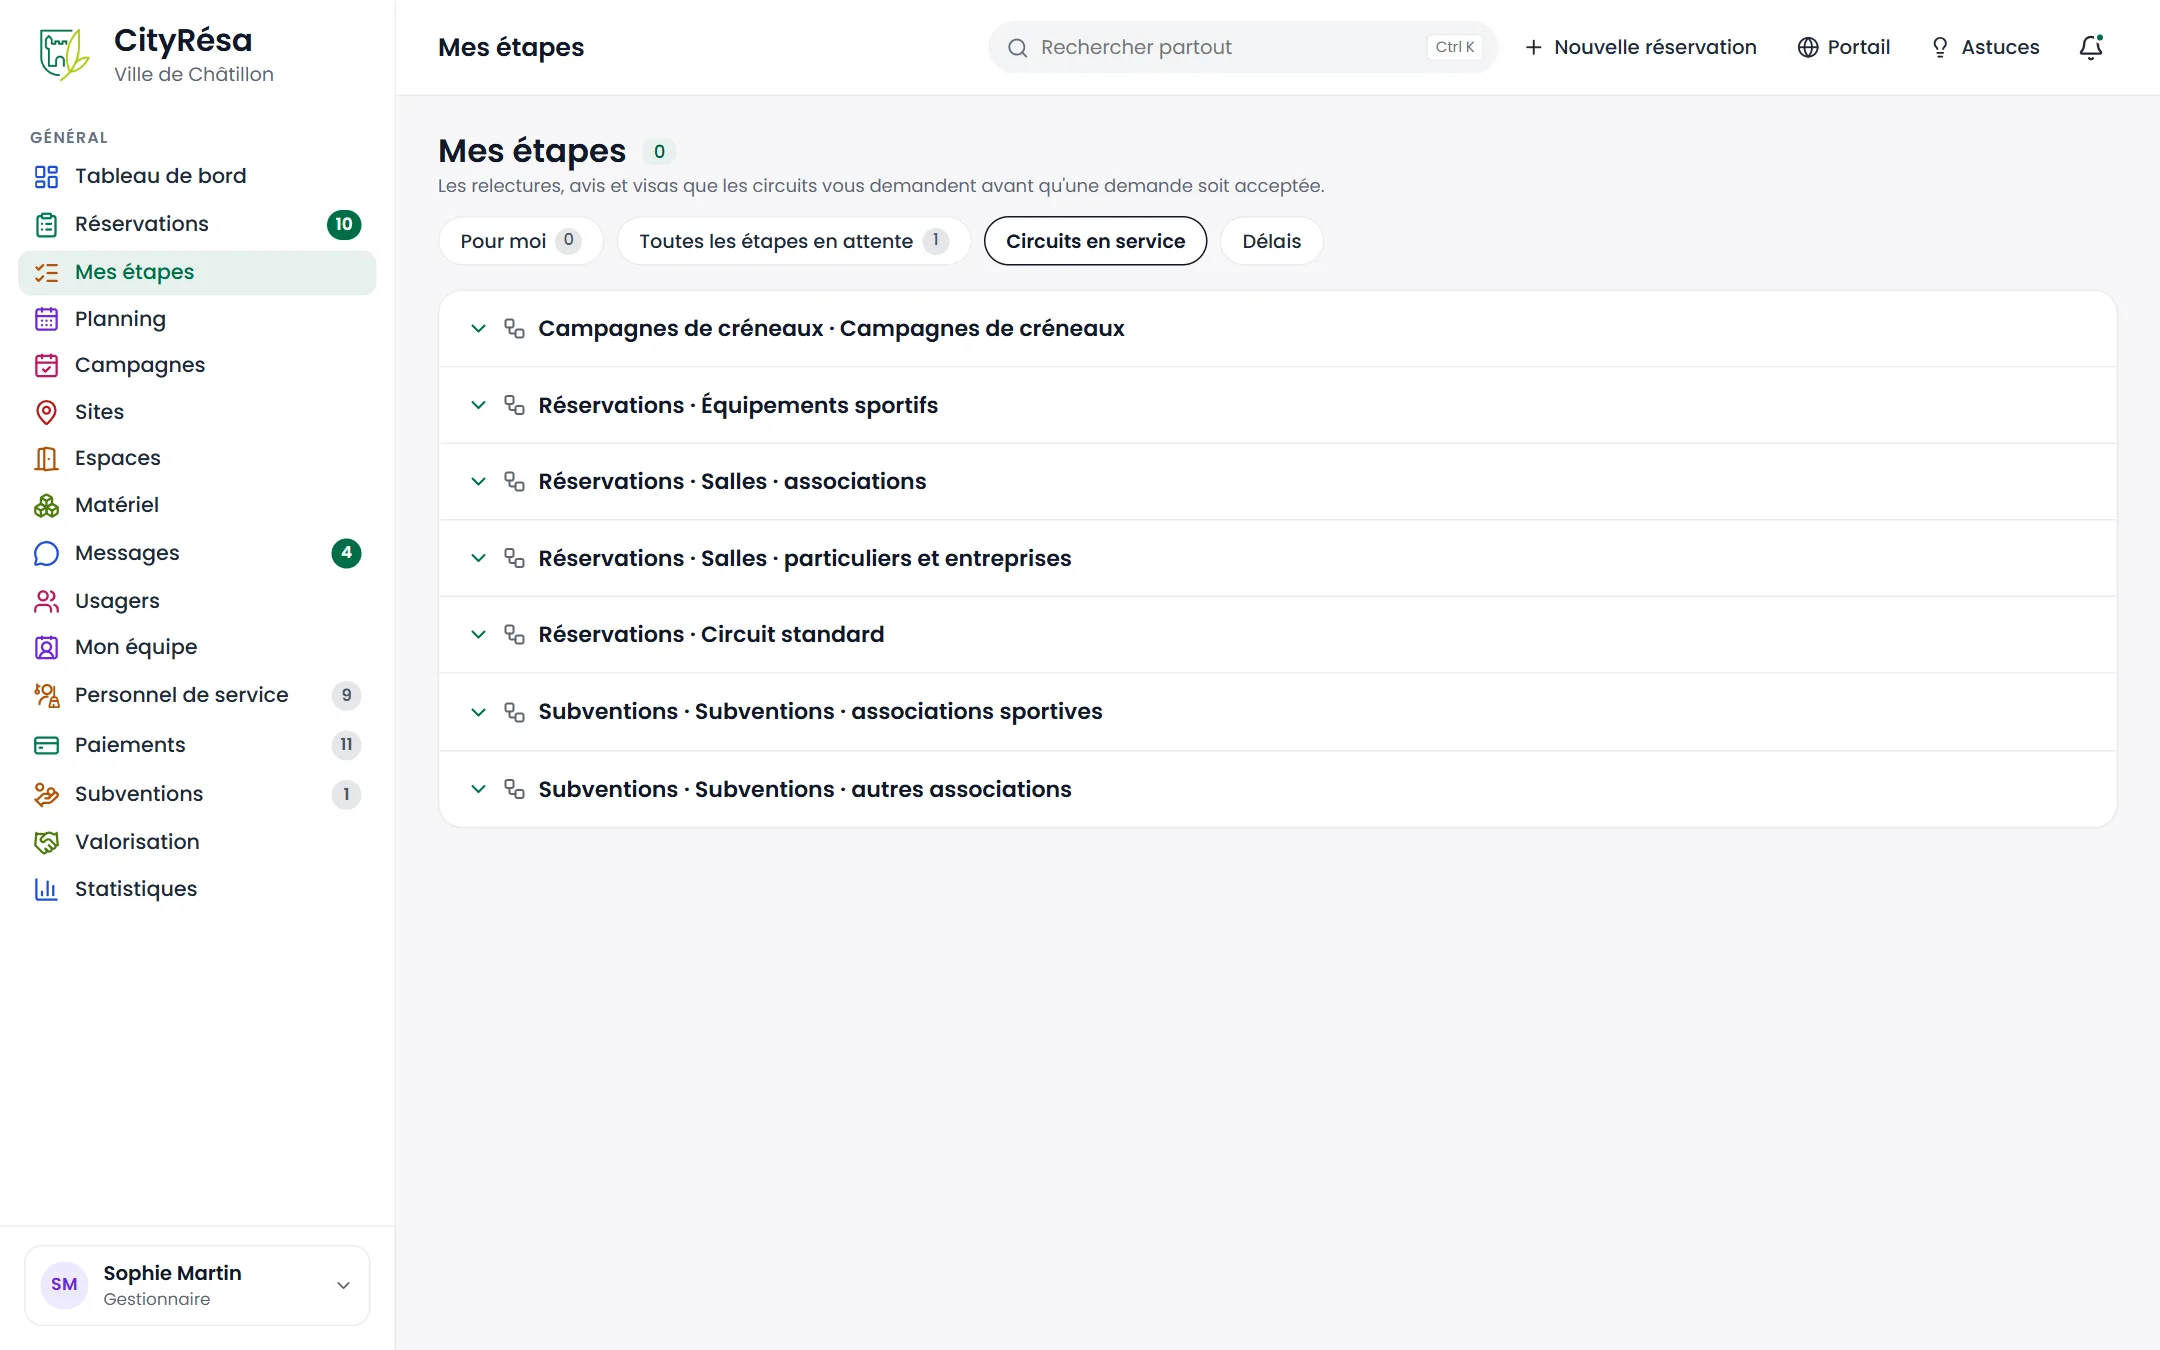 CityRésa
Ville de Châtillon
GÉNÉRAL
Tableau de bord
Réservations 10
Mes étapes
Planning
Campagnes
Sites
Espaces
Matériel
Messages 4
Usagers
Mon équipe
Personnel de service 9
Paiements 11
Subventions 1
Valorisation
Statistiques
SM
Sophie Martin
Gestionnaire
Mes étapes
Rechercher partout Ctrl K
Nouvelle réservation
Portail
Astuces
Mes étapes 0
Les relectures, avis et visas que les circuits vous demandent avant qu'une demande soit acceptée.
Pour moi 0
Toutes les étapes en attente 1
Circuits en service
Délais
Campagnes de créneaux · Campagnes de créneaux
Réservations · Équipements sportifs
Réservations · Salles · associations
Réservations · Salles · particuliers et entreprises
Réservations · Circuit standard
Subventions · Subventions · associations sportives
Subventions · Subventions · autres associations